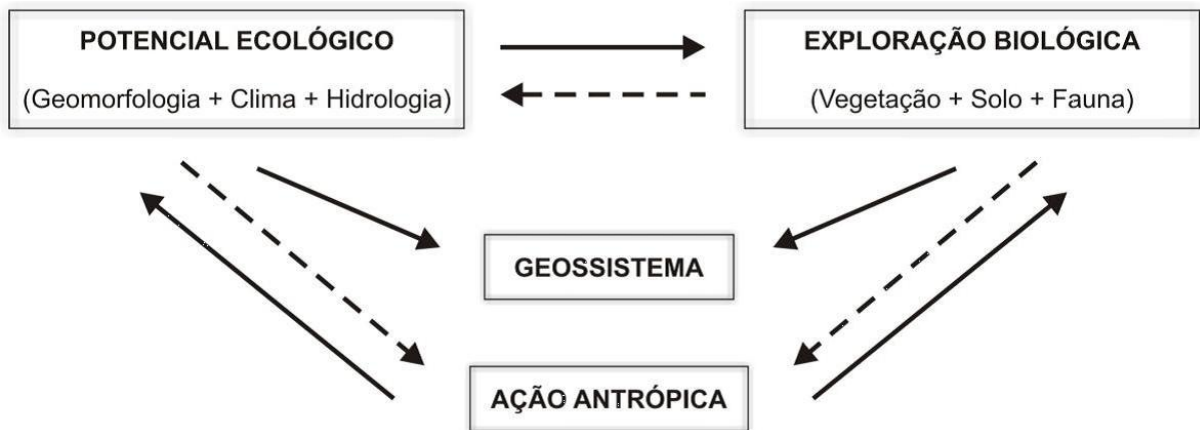 POTENCIAL ECOLÓGICO
(Geomorfologia + Clima + Hidrologia)
EXPLORAÇÃO BIOLÓGICA
(Vegetação + Solo + Fauna)
GEOSSISTEMA
AÇÃO ANTRÓPICA